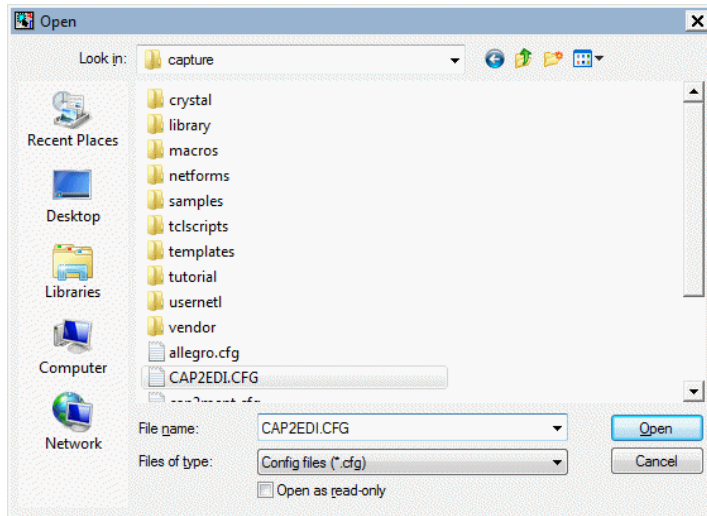 Open
Look in:
capture
Recent Places
Desktop
Libraries
Computer
Network
crystal
library
macros
netforms
samples
tclscripts
templates
tutorial
usernetl
vendor
allegro.cfg
CAP2EDI.CFG
File name:
CAP2EDI.CFG
Open
Files of type:
Config files (*.cfg)
Cancel
Open as read-only